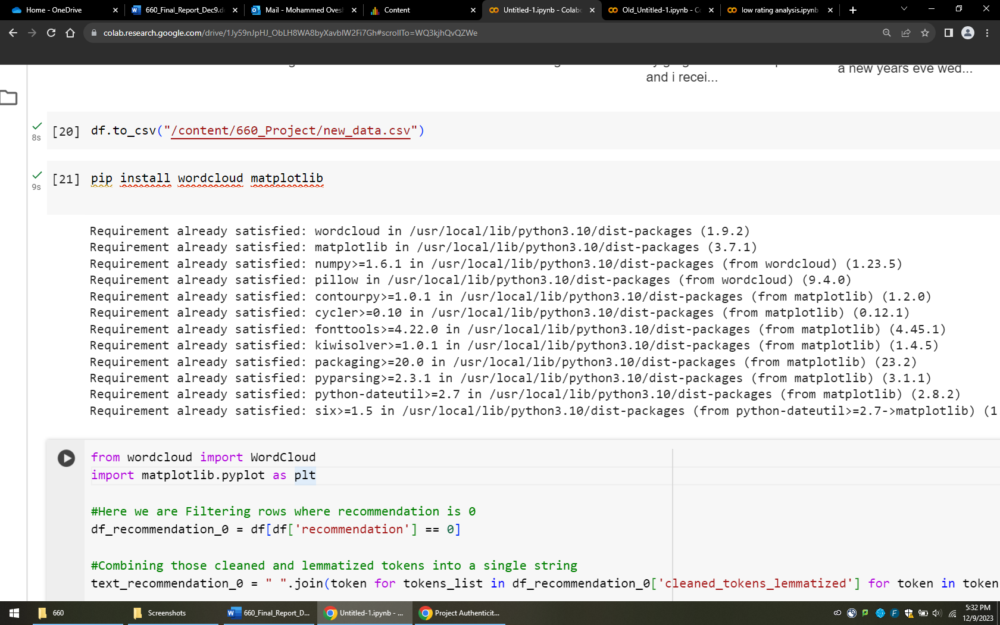 Home - OneDrive
660_Final_Report_Dec9.d
Mail - Mohammed Oves
Content
Untitled-1.ipynb - Colab
Old_Untitled-1.ipynb - C
low rating analysis.ipynb
colab.research.google.com/drive/1Jy59nJpHJ_ObLH8WA8byXavbIW2Fi7Gh#scrollTo=WQ3kjhQvQZWe
a new years eve wed...
and i recei...
[20] df.to_csv("/content/660_Project/new_data.csv")
8s
[21] pip install wordcloud matplotlib
9s
Requirement already satisfied: wordcloud in /usr/local/lib/python3.10/dist-packages (1.9.2)
Requirement already satisfied: matplotlib in /usr/local/lib/python3.10/dist-packages (3.7.1)
Requirement already satisfied: numpy>=1.6.1 in /usr/local/lib/python3.10/dist-packages (from wordcloud) (1.23.5)
Requirement already satisfied: pillow in /usr/local/lib/python3.10/dist-packages (from wordcloud) (9.4.0)
Requirement already satisfied: contourpy>=1.0.1 in /usr/local/lib/python3.10/dist-packages (from matplotlib) (1.2.0)
Requirement already satisfied: cycler>=0.10 in /usr/local/lib/python3.10/dist-packages (from matplotlib) (0.12.1)
Requirement already satisfied: fonttools>=4.22.0 in /usr/local/lib/python3.10/dist-packages (from matplotlib) (4.45.1)
Requirement already satisfied: kiwisolver>=1.0.1 in /usr/local/lib/python3.10/dist-packages (from matplotlib) (1.4.5)
Requirement already satisfied: packaging>=20.0 in /usr/local/lib/python3.10/dist-packages (from matplotlib) (23.2)
Requirement already satisfied: pyparsing>=2.3.1 in /usr/local/lib/python3.10/dist-packages (from matplotlib) (3.1.1)
Requirement already satisfied: python-dateutil>=2.7 in /usr/local/lib/python3.10/dist-packages (from matplotlib) (2.8.2)
Requirement already satisfied: six>=1.5 in /usr/local/lib/python3.10/dist-packages (from python-dateutil>=2.7->matplotlib) (1
from wordcloud import WordCloud
import matplotlib.pyplot as plt
#Here we are Filtering rows where recommendation is 0
df_recommendation_0 = df[df['recommendation'] == 0]
#Combining those cleaned and lemmatized tokens into a single string
text_recommendation_0 = " ".join(token for tokens_list in df_recommendation_0['cleaned_tokens_lemmatized'] for token in token
660
Screenshots
660_Final_Report_D...
Untitled-1.ipynb - ...
Project Authenticit...
5:32 PM
12/9/2023